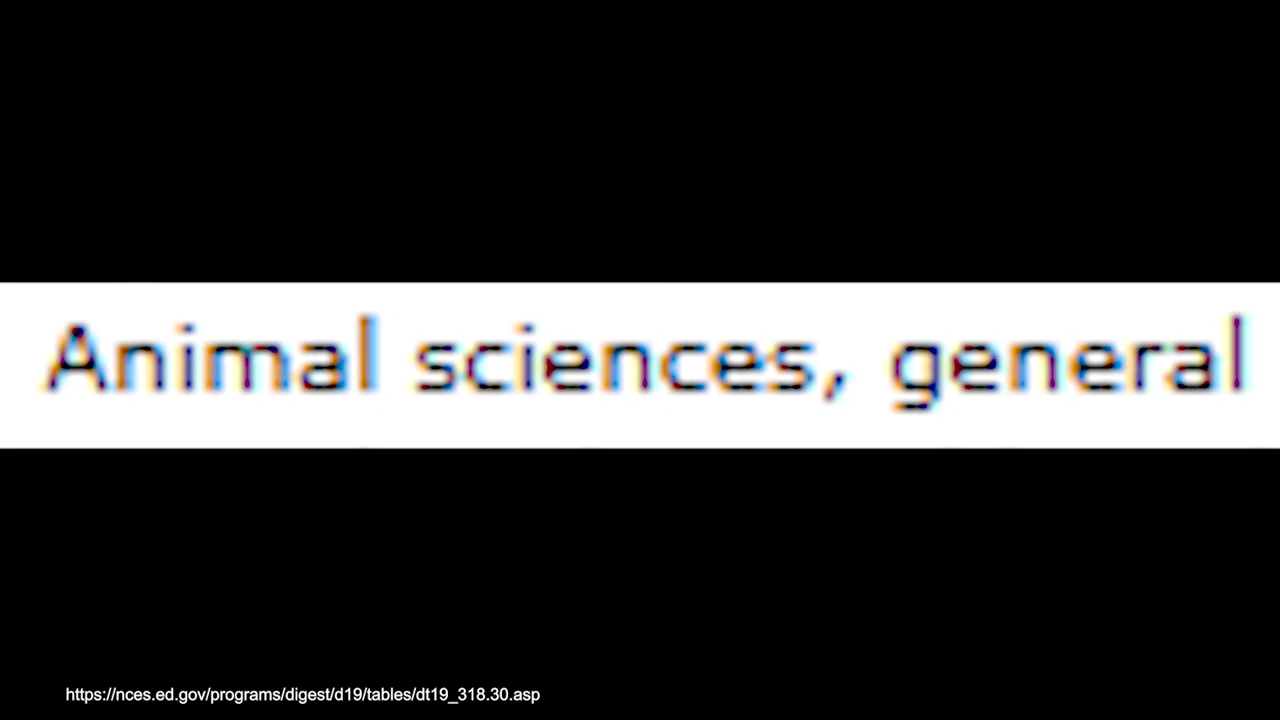 Animal sciences, general
https://nces.ed.gov/programs/digest/d19/tables/dt19_318.30.asp